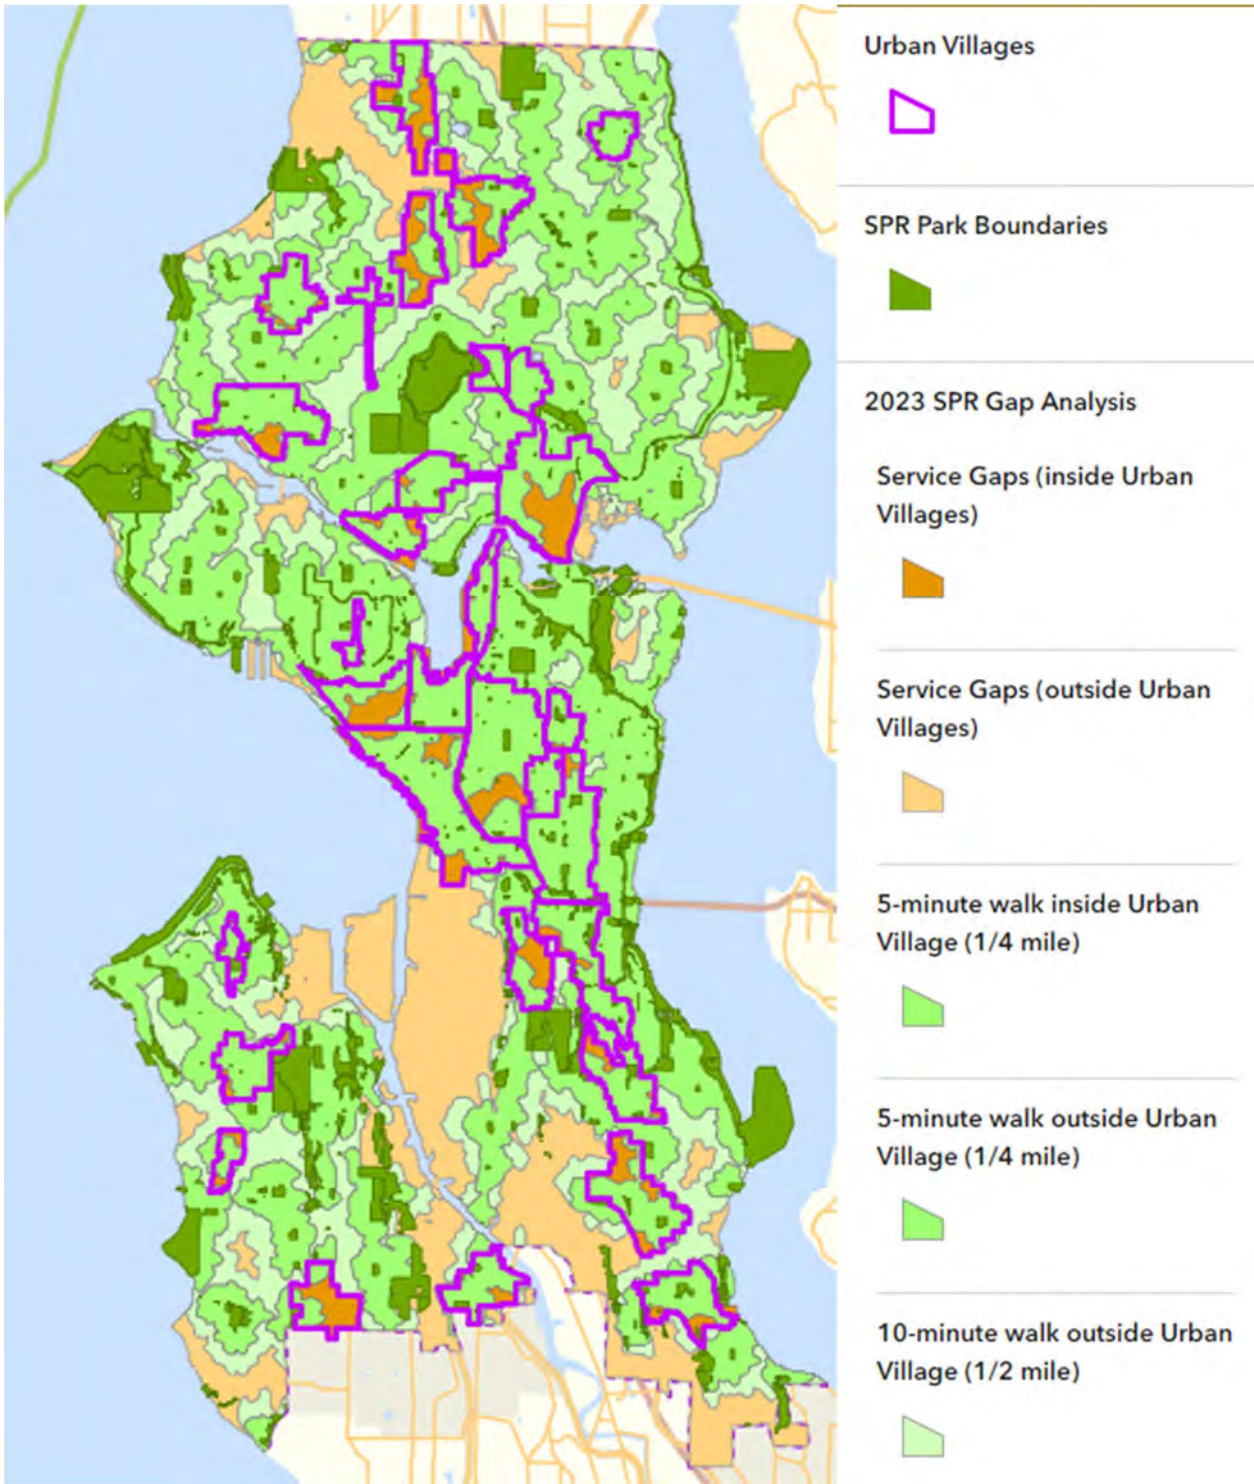 Urban Villages
SPR Park Boundaries
2023 SPR Gap Analysis
Service Gaps (inside Urban
Villages)
Service Gaps (outside Urban
Villages)
5-minute walk inside Urban
Village (1/4 mile)
5-minute walk outside Urban
Village (1/4 mile)
10-minute walk outside Urban
Village (1/2 mile)